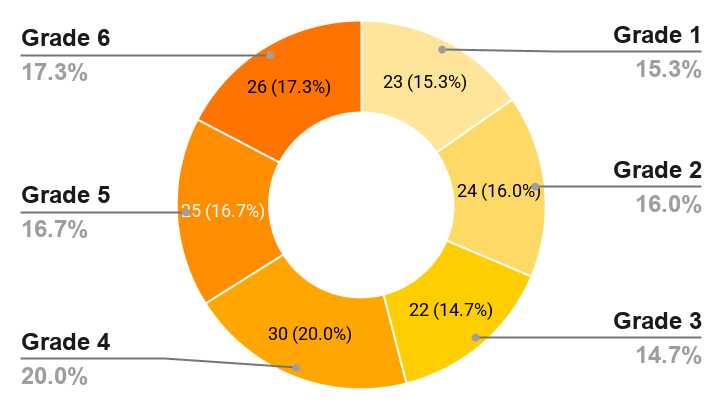 Grade 6
17.3%
Grade 1
15.3%
26 (17.3%)
23 (15.3%)
Grade 2
16.0%
24 (16.0%)
Grade 5
16.7%
25 (16.7%)
Grade 3
14.7%
22 (14.7%)
30 (20.0%)
Grade 4
20.0%